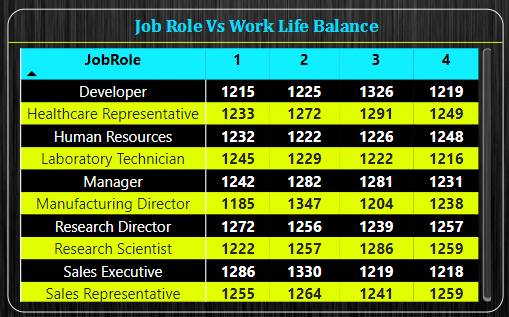 Job Role Vs Work Life Balance
JobRole 1 2 3 4
Developer 1215 1225 1326 1219
Healthcare Representative 1233 1272 1291 1249
Human Resources 1232 1222 1226 1248
Laboratory Technician 1245 1229 1222 1216
Manager 1242 1282 1281 1231
Manufacturing Director 1185 1347 1204 1238
Research Director 1272 1256 1239 1257
Research Scientist 1222 1257 1286 1259
Sales Executive 1286 1330 1219 1218
Sales Representative 1255 1264 1241 1259